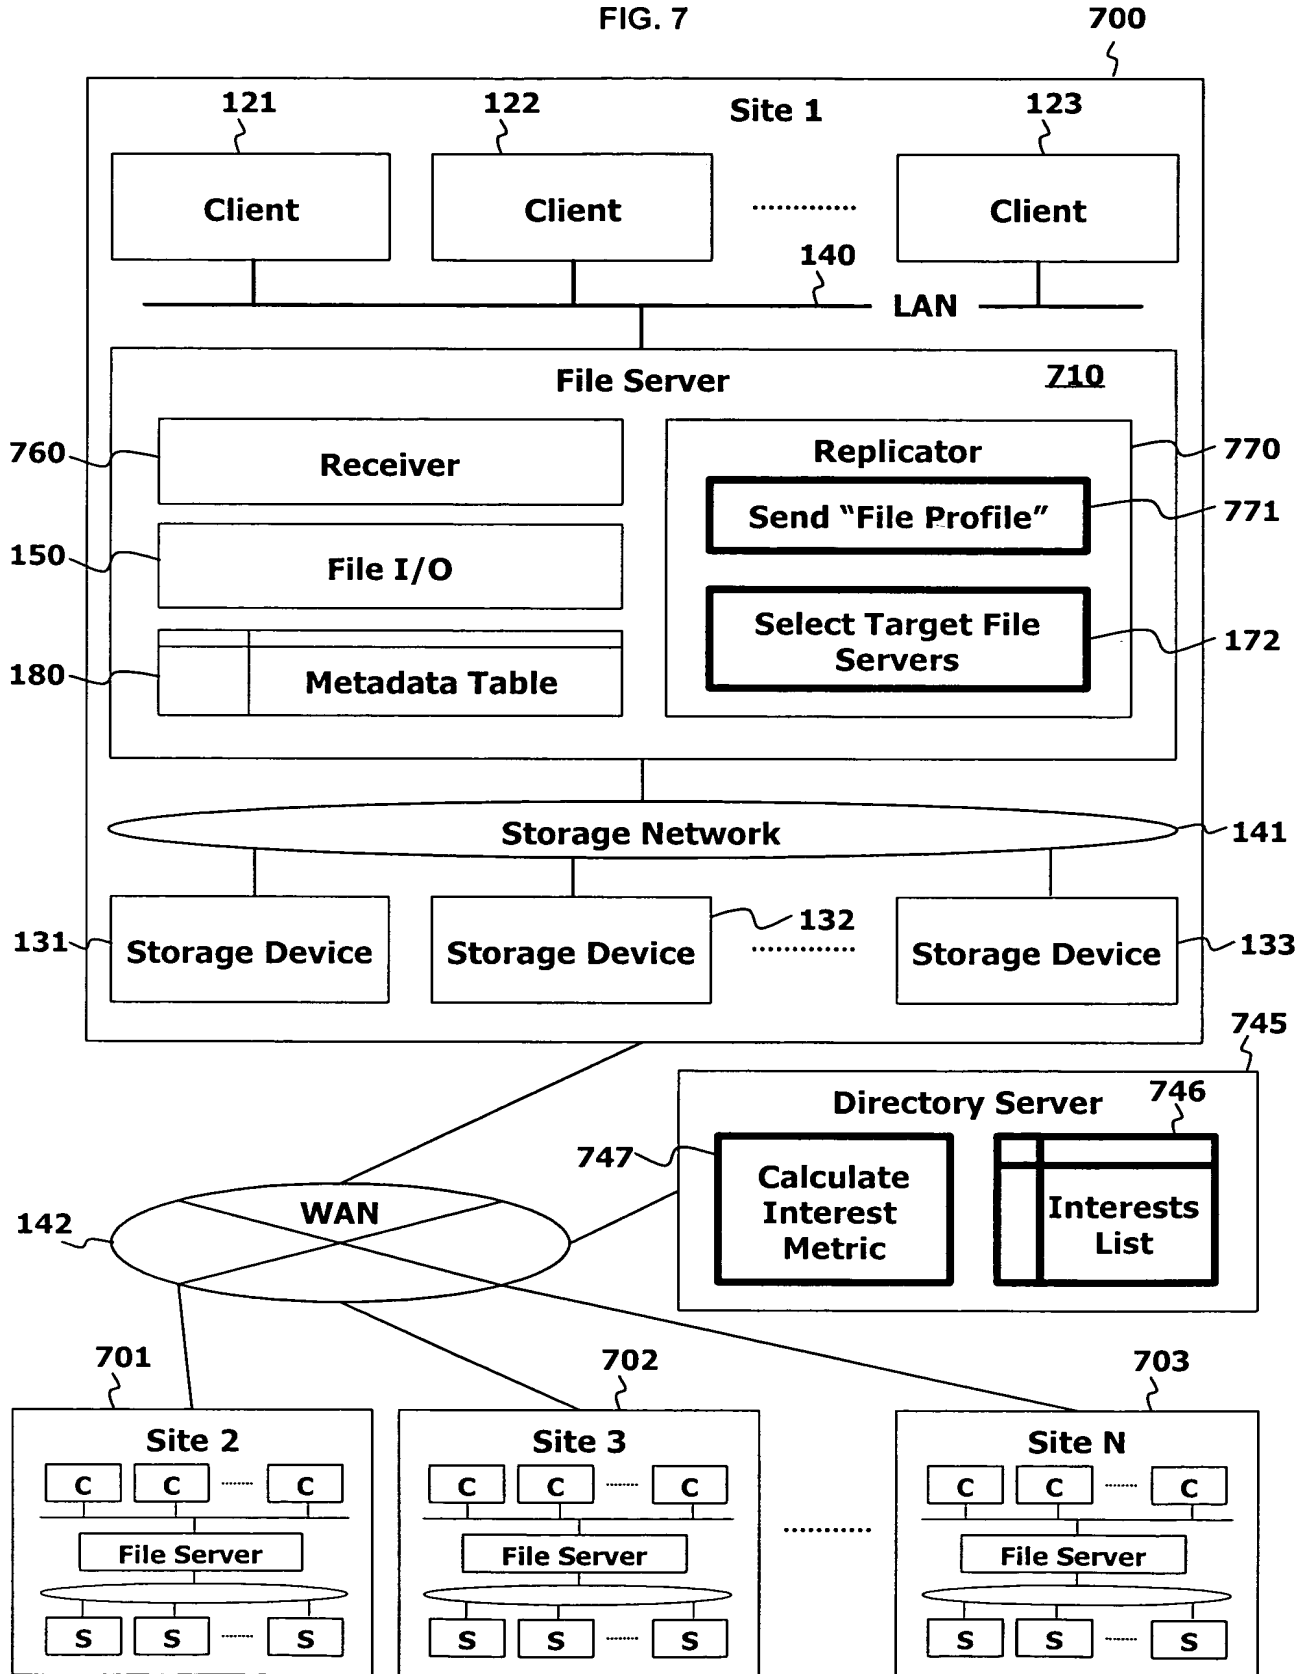 FIG. 7
700
121
122
Site 1
123
Client
Client
............
Client
140
LAN
File Server
710
760
Receiver
Replicator
770
Send “File Profile”
771
150
File I/O
Select Target File
Servers
172
180
Metadata Table
Storage Network
141
131
Storage Device
Storage Device
132
............
Storage Device
133
745
Directory Server
746
747
Calculate
Interest
Metric
Interests
List
WAN
142
701
702
703
Site 2
Site 3
Site N
C C ....... C
C C ....... C
C C ....... C
File Server
File Server
............
File Server
S S ....... S
S S ....... S
S S ....... S